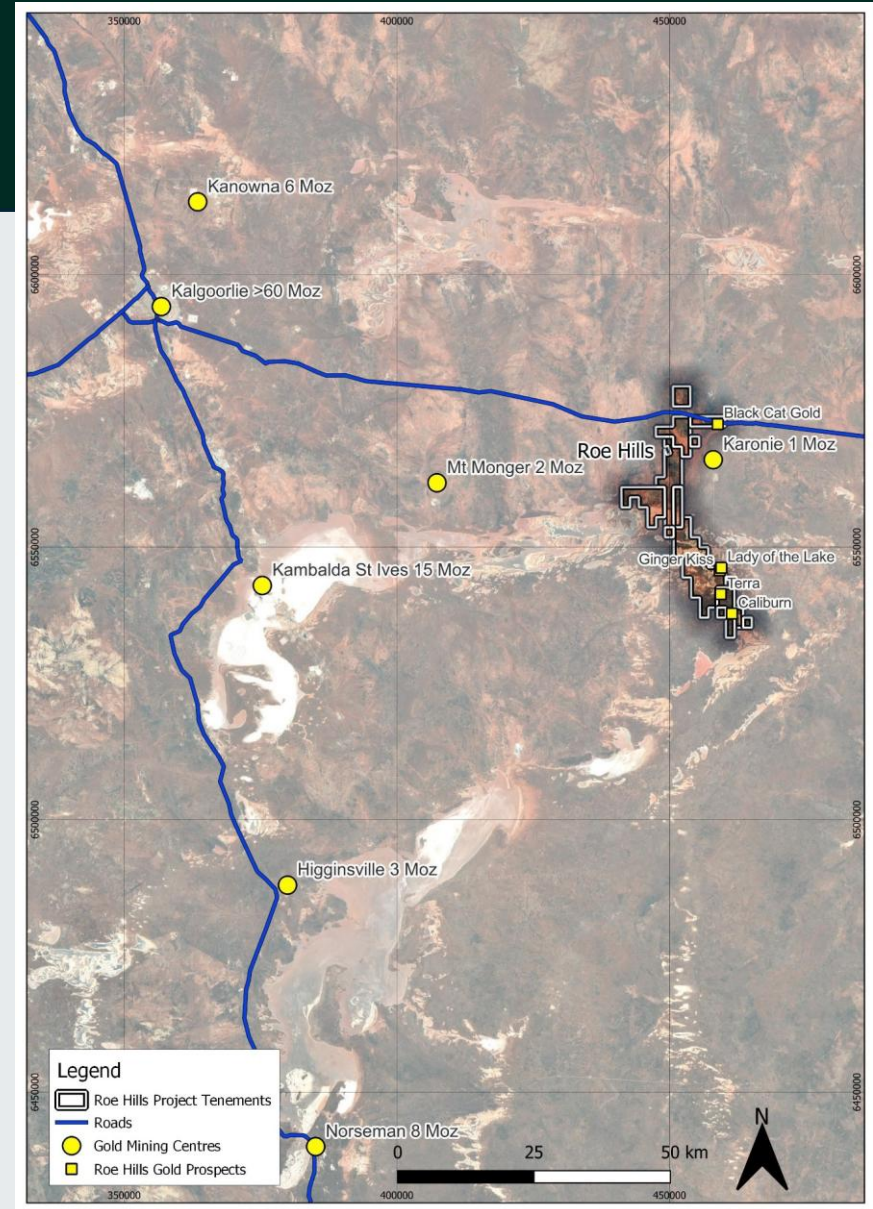 350000
400000
450000
Kanowna 6 Moz
6600000
6600000
Kalgoorlie >60 Moz
Black Cat Gold
Roe Hills
Karonie 1 Moz
Mt Monger 2 Moz
6550000
6550000
Ginger Kiss
Lady of the Lake
Kambalda St Ives 15 Moz
Terra
Caliburn
6500000
6500000
Higginsville 3 Moz
Legend
Roe Hills Project Tenements
Roads
Gold Mining Centres
Roe Hills Gold Prospects
6450000
6450000
Norseman 8 Moz
N
0
25
50 km
350000
400000
450000